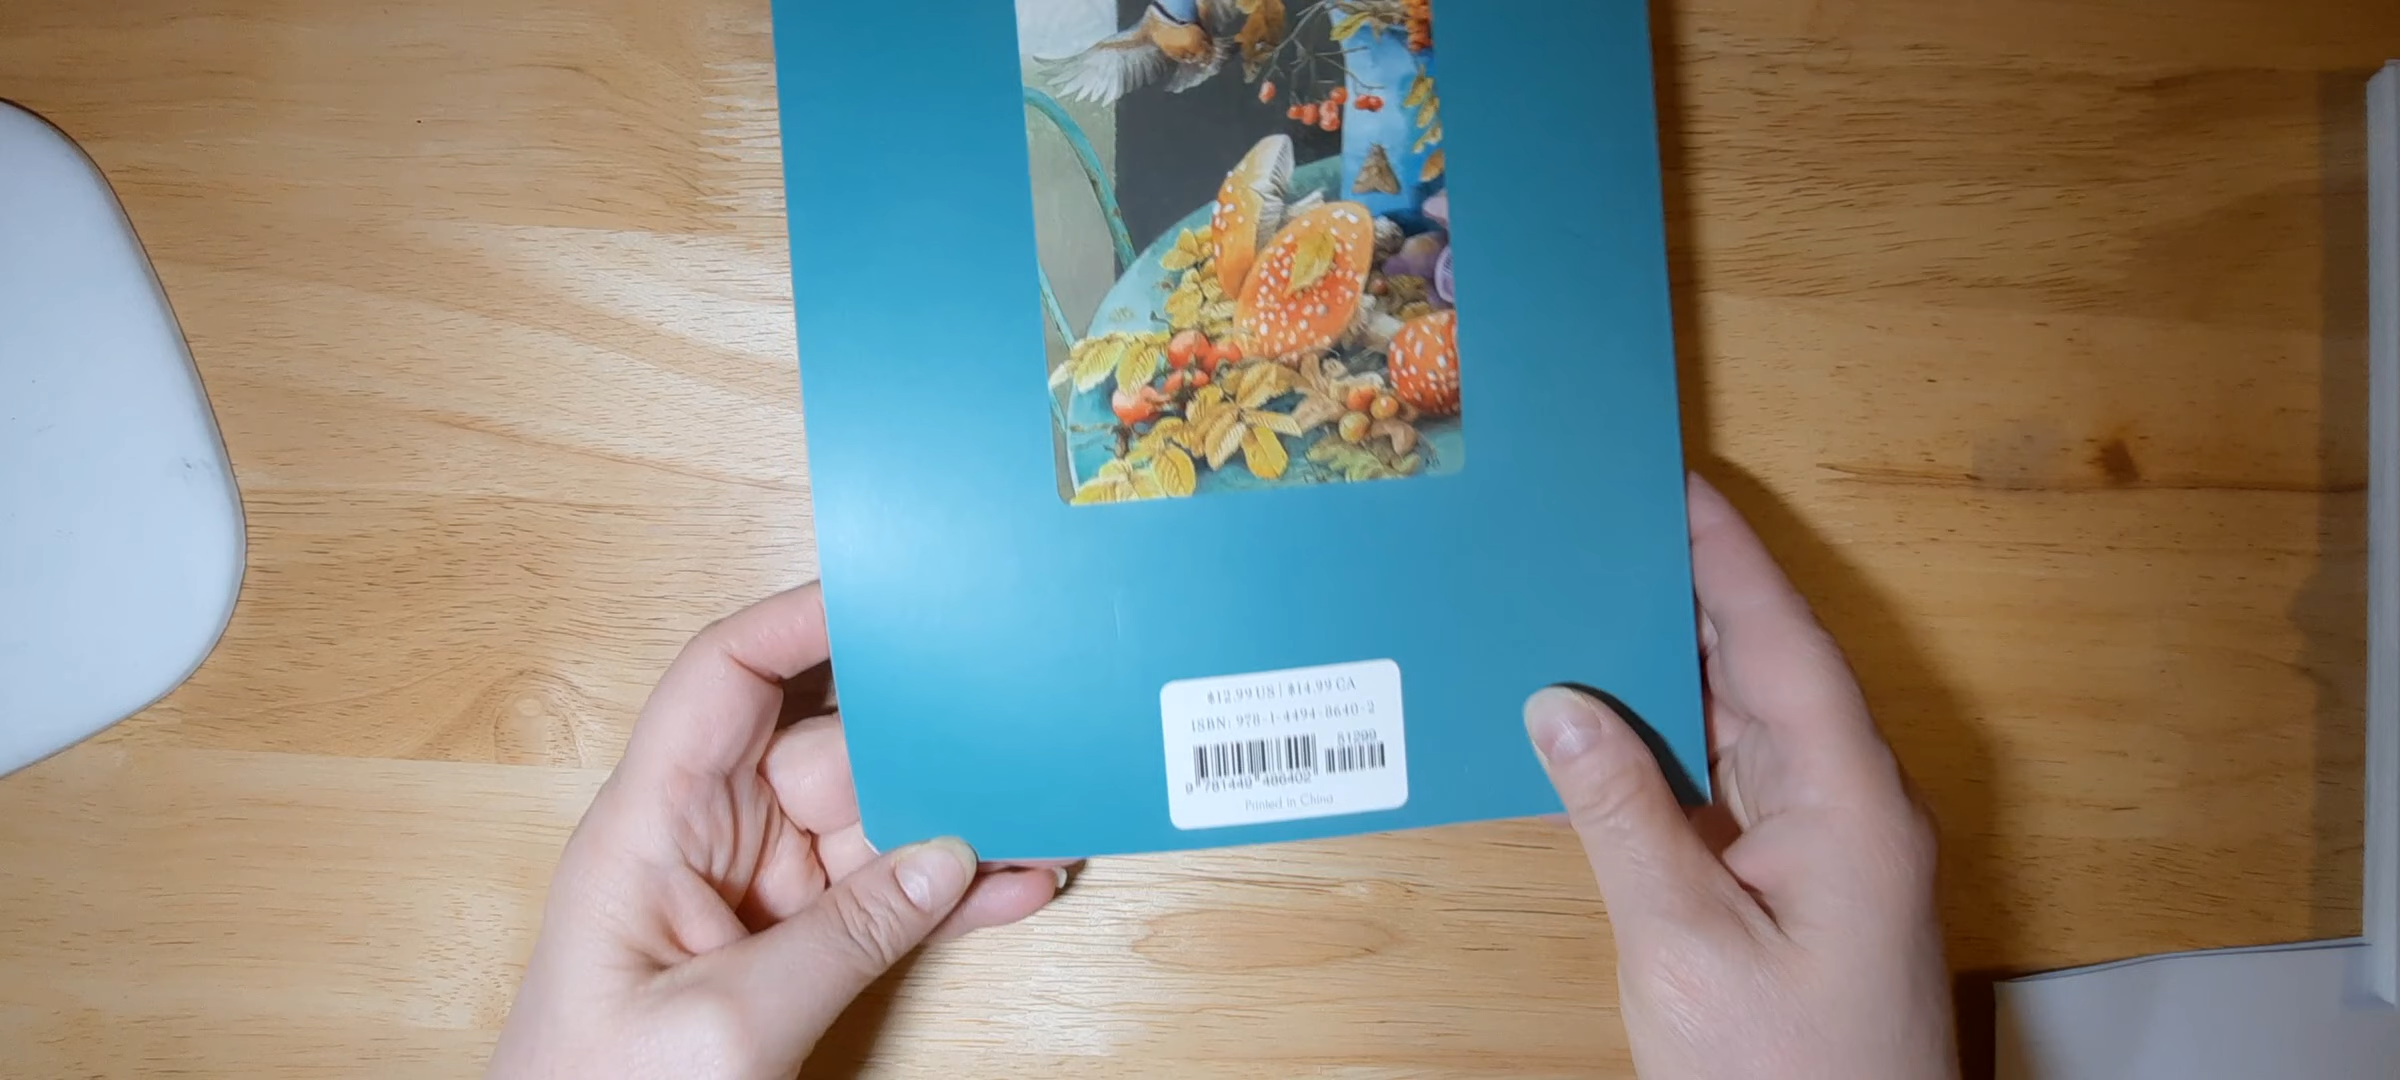 $12.99 US | $14.99 CA
ISBN: 978-1-4494-8640-2
51299
9 781449 486402
Printed in China